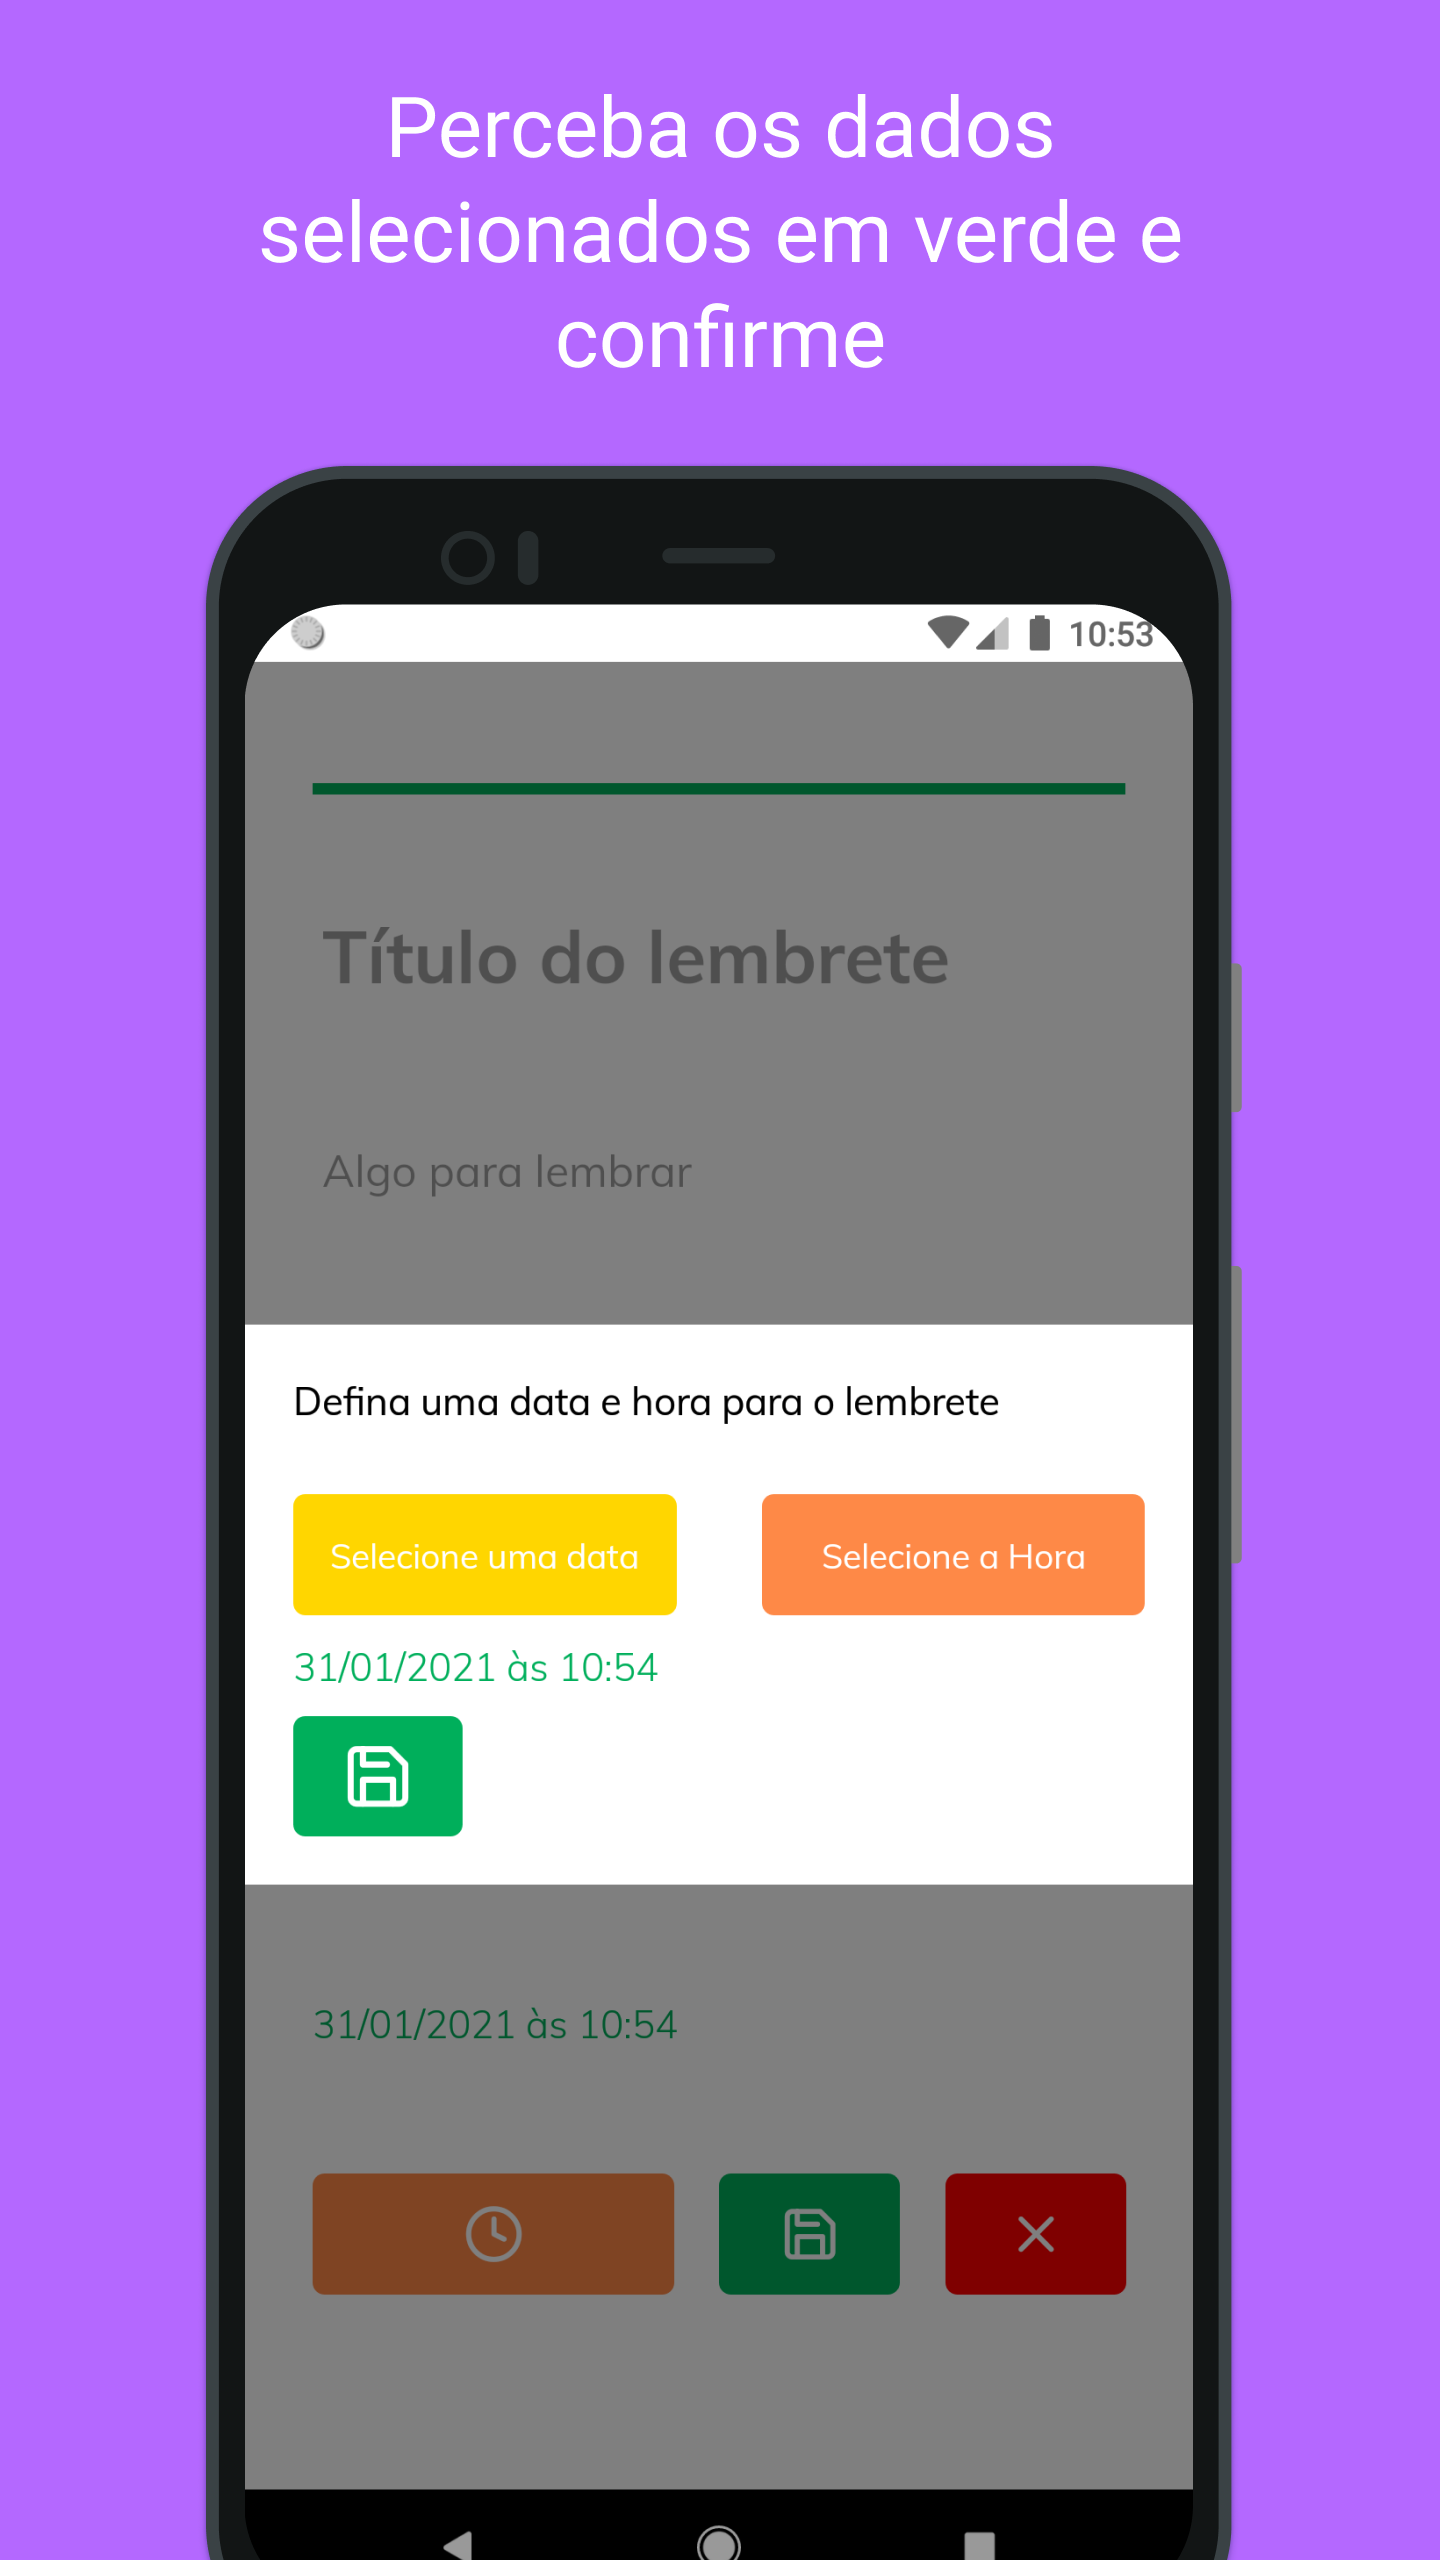 Perceba os dados
selecionados em verde e
confirme
10:53
Título do lembrete
Algo para lembrar
Defina uma data e hora para o lembrete
Selecione uma data
Selecione a Hora
31/01/2021 às 10:54
31/01/2021 às 10:54